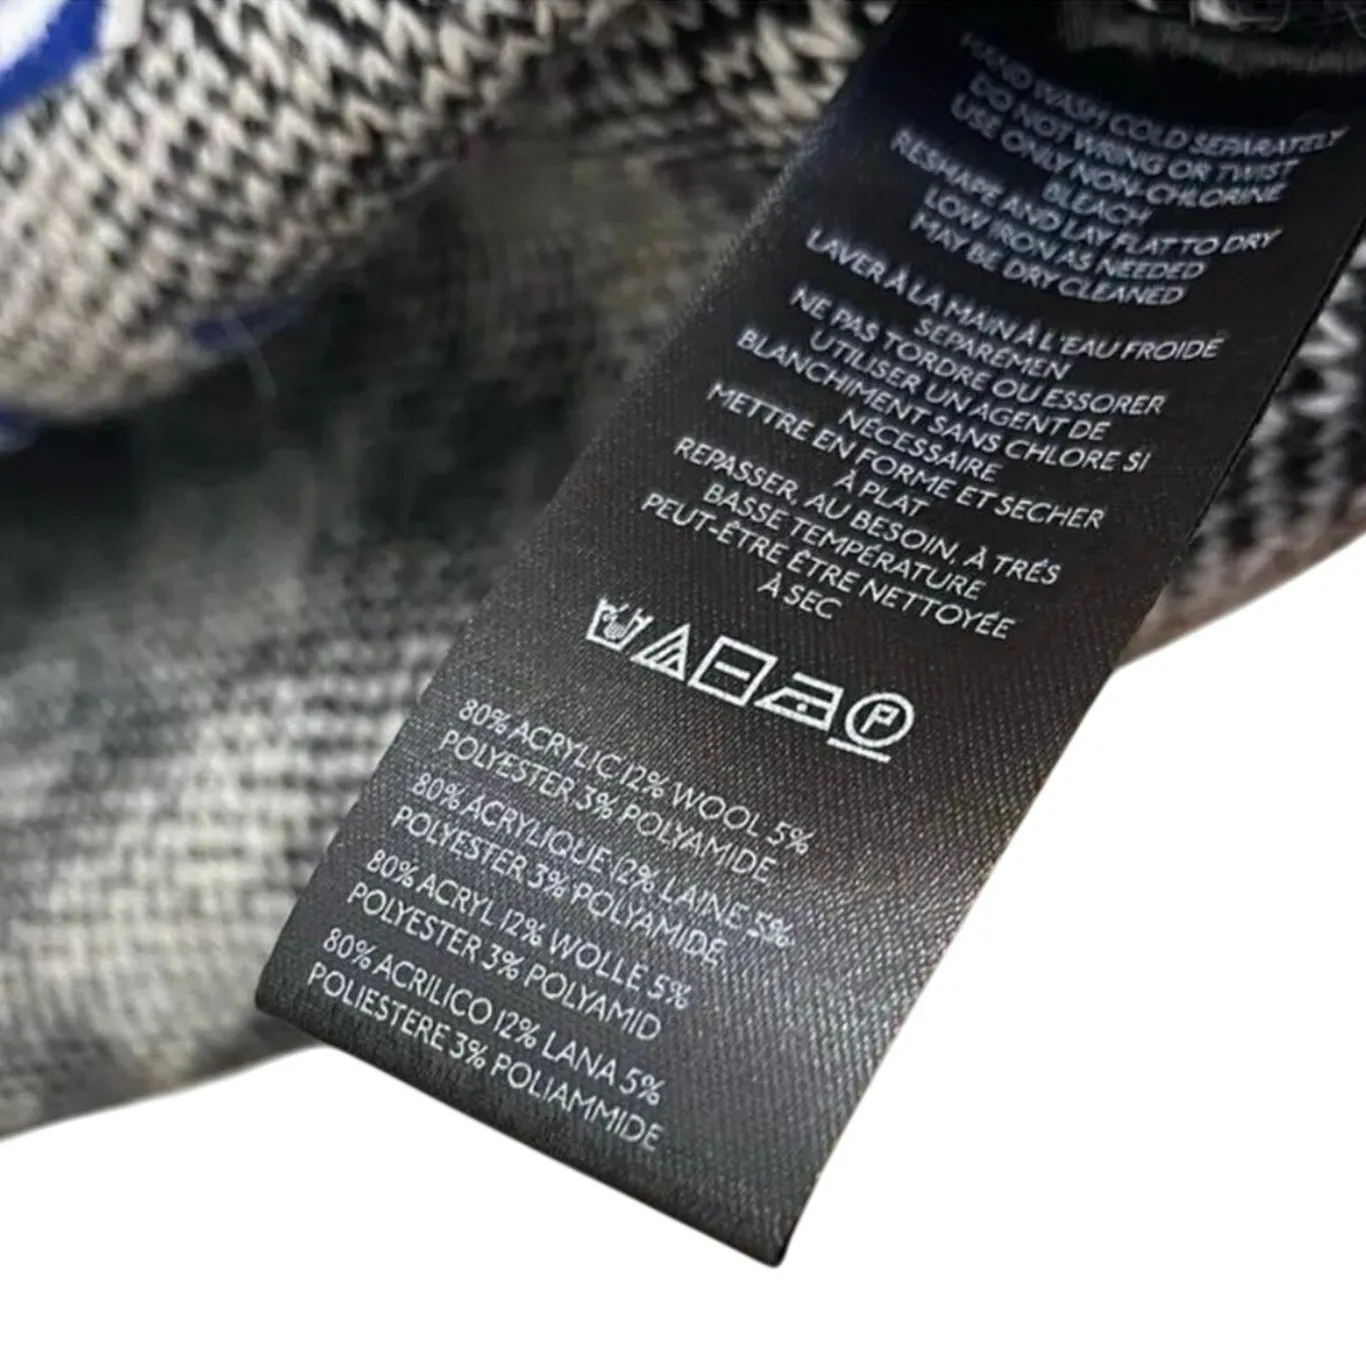 HAND WASH COLD SEPARATELY
DO NOT WRING OR TWIST
USE ONLY NON-CHLORINE
BLEACH
RESHAPE AND LAY FLAT TO DRY
LOW IRON AS NEEDED
MAY BE DRY CLEANED
LAVER À LA MAIN À L'EAU FROIDE
SÉPARÉMEN
NE PAS TORDRE OU ESSORER
UTILISER UN AGENT DE
BLANCHIMENT SANS CHLORE SI
NÉCESSAIRE
METTRE EN FORME ET SECHER
À PLAT
REPASSER, AU BESOIN, À TRÉS
BASSE TEMPÉRATURE
PEUT-ÊTRE ÊTRE NETTOYÉE
À SEC
P
80% ACRYLIC 12% WOOL 5%
POLYESTER 3% POLYAMIDE
80% ACRYLIQUE 12% LAINE 5%
POLYESTER 3% POLYAMIDE
80% ACRYL 12% WOLLE 5%
POLYESTER 3% POLYAMID
80% ACRILICO 12% LANA 5%
POLIESTERE 3% POLIAMMIDE